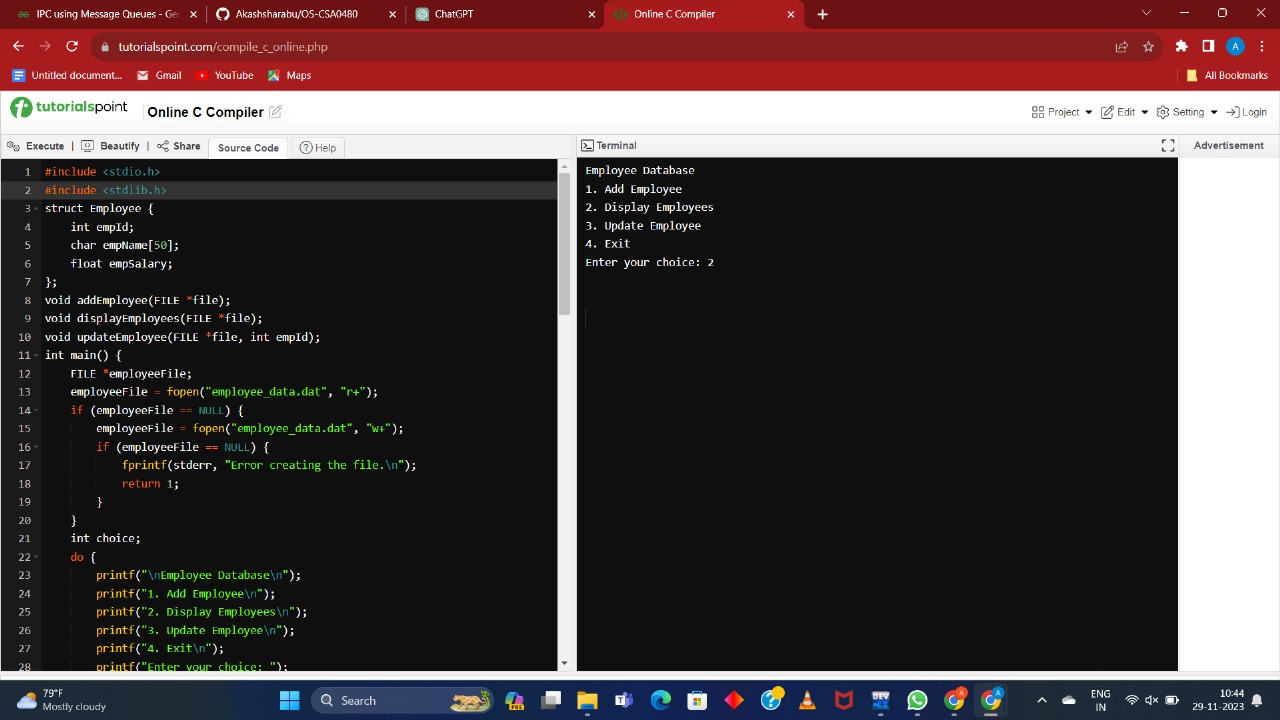 IPC using Message Queues - Ge
Akashsharabu/OS-CSA0480
ChatGPT
Online C Compiler
tutorialspoint.com/compile_c_online.php
A
Untitled document...
Gmail
YouTube
Maps
All Bookmarks
tutorialspoint
Online C Compiler
Project
Edit
Setting
Login
Execute
Beautify
Share
Source Code
Help
Terminal
Advertisement
1 #include <stdio.h>
2 #include <stdlib.h>
3 struct Employee {
4 int empId;
5 char empName[50];
6 float empSalary;
7 };
8 void addEmployee(FILE *file);
9 void displayEmployees(FILE *file);
10 void updateEmployee(FILE *file, int empId);
11 int main() {
12 FILE *employeeFile;
13 employeeFile = fopen("employee_data.dat", "r+");
14 if (employeeFile == NULL) {
15 employeeFile = fopen("employee_data.dat", "w+");
16 if (employeeFile == NULL) {
17 fprintf(stderr, "Error creating the file.\n");
18 return 1;
19 }
20 }
21 int choice;
22 do {
23 printf("\nEmployee Database\n");
24 printf("1. Add Employee\n");
25 printf("2. Display Employees\n");
26 printf("3. Update Employee\n");
27 printf("4. Exit\n");
28 printf("Enter your choice: ");
Employee Database
1. Add Employee
2. Display Employees
3. Update Employee
4. Exit
Enter your choice: 2
79°F
Mostly cloudy
Search
PRE
DEV
A
A
ENG
IN
10:44
29-11-2023